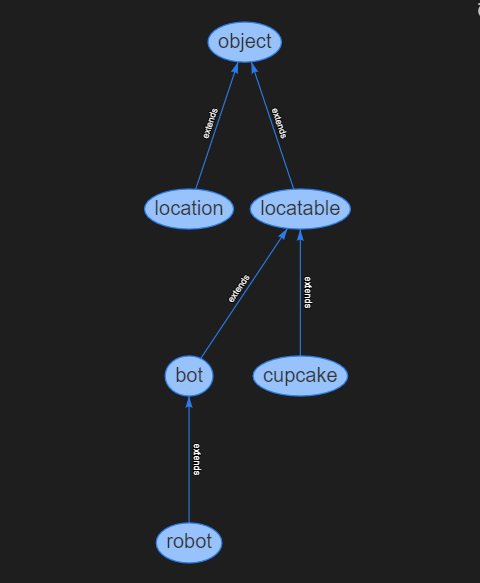 object
extends
extends
location
locatable
extends
extends
bot
cupcake
extends
robot